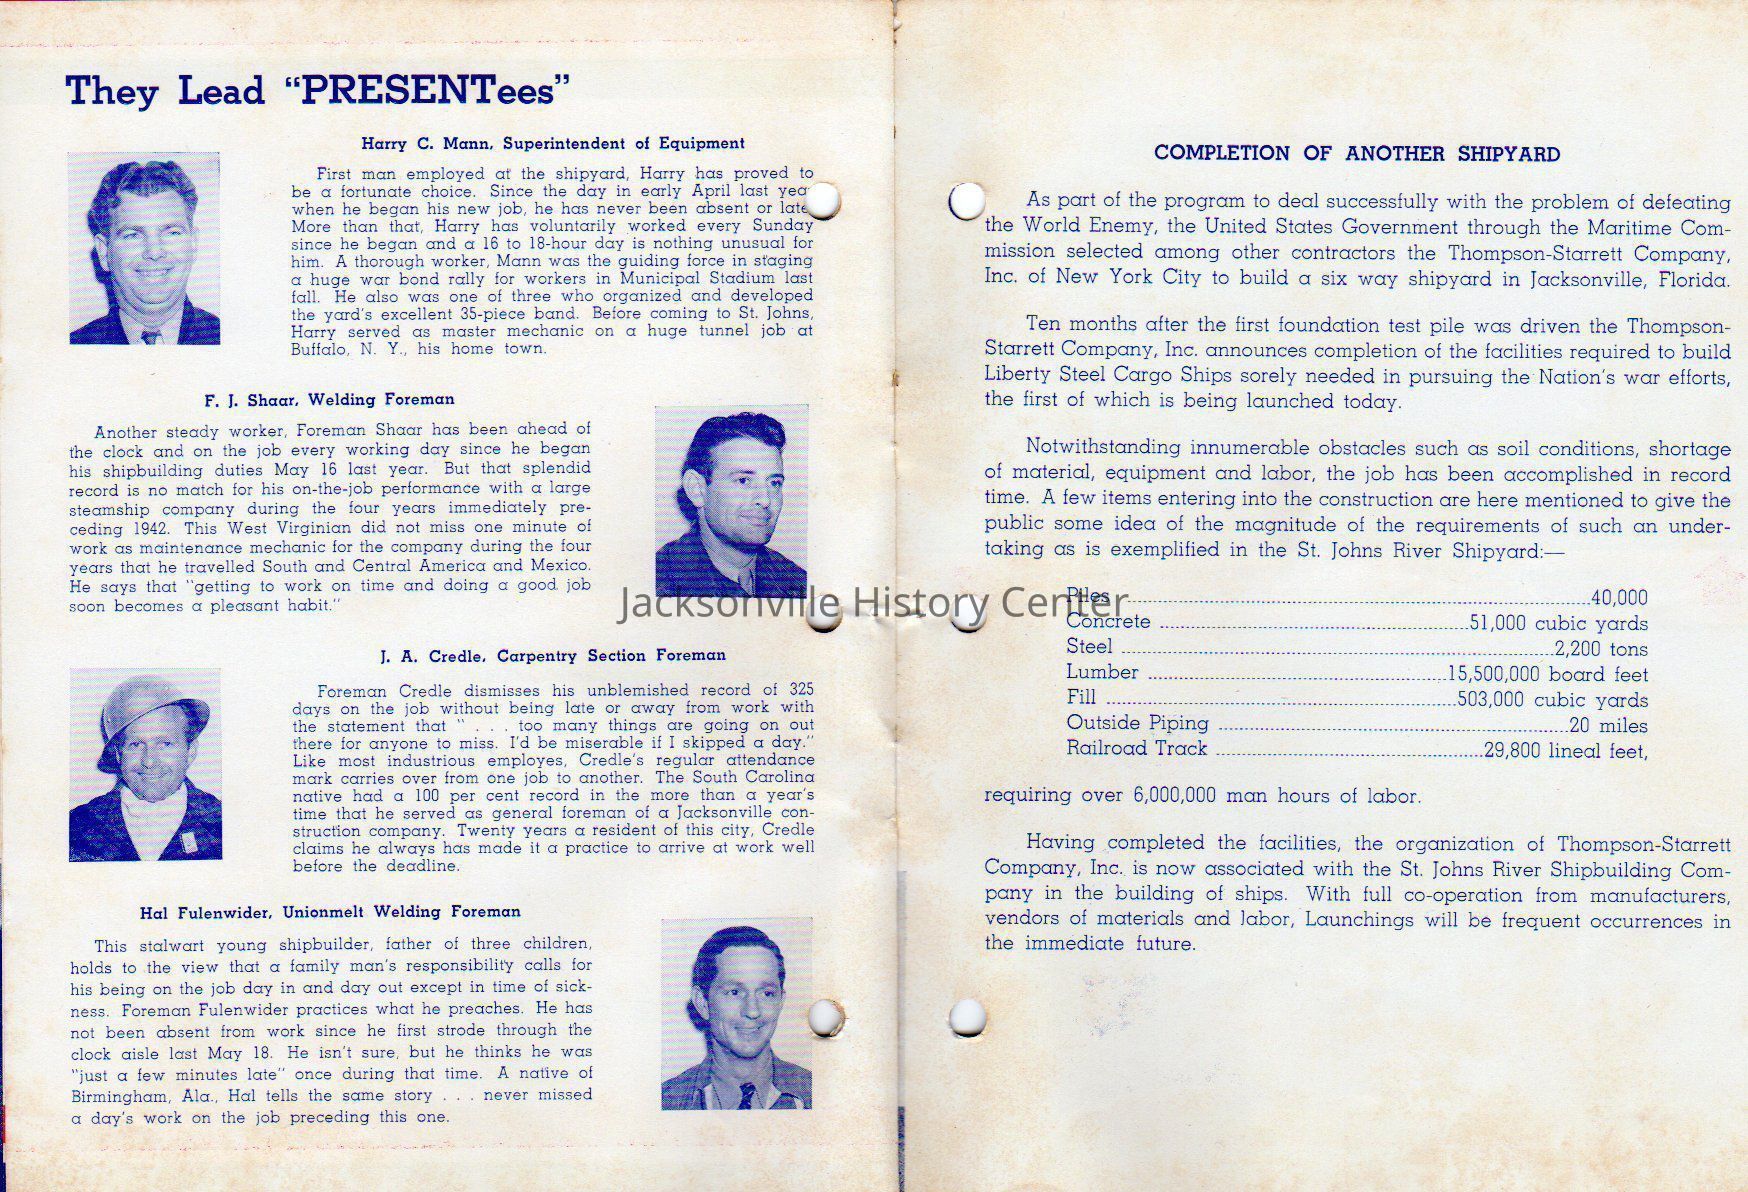 They Lead "PRESENTees"
Harry C. Mann, Superintendent of Equipment
First man employed at the shipyard, Harry has proved to
be a fortunate choice. Since the day in early April last year
when he began his new job, he has never been absent or late.
More than that, Harry has voluntarily worked every Sunday
since he began and a 16 to 18-hour day is nothing unusual for
him. A thorough worker, Mann was the guiding force in staging
a huge war bond rally for workers in Municipal Stadium last
fall. He also was one of three who organized and developed
the yard's excellent 35-piece band. Before coming to St. Johns,
Harry served as master mechanic on a huge tunnel job at
Buffalo, N. Y., his home town.
F. J. Shaar, Welding Foreman
Another steady worker, Foreman Shaar has been ahead of
the clock and on the job every working day since he began
his shipbuilding duties May 16 last year. But that splendid
record is no match for his on-the-job performance with a large
steamship company during the four years immediately pre-
ceding 1942. This West Virginian did not miss one minute of
work as maintenance mechanic for the company during the four
years that he travelled South and Central America and Mexico.
He says that "getting to work on time and doing a good job
soon becomes a pleasant habit."
J. A. Credle, Carpentry Section Foreman
Foreman Credle dismisses his unblemished record of 325
days on the job without being late or away from work with
the statement that " . . . too many things are going on out
there for anyone to miss. I'd be miserable if I skipped a day."
Like most industrious employes, Credle's regular attendance
mark carries over from one job to another. The South Carolina
native had a 100 per cent record in the more than a year's
time that he served as general foreman of a Jacksonville con-
struction company. Twenty years a resident of this city, Credle
claims he always has made it a practice to arrive at work well
before the deadline.
Hal Fulenwider, Unionmelt Welding Foreman
This stalwart young shipbuilder, father of three children,
holds to the view that a family man's responsibility calls for
his being on the job day in and day out except in time of sick-
ness. Foreman Fulenwider practices what he preaches. He has
not been absent from work since he first strode through the
clock aisle last May 18. He isn't sure, but he thinks he was
"just a few minutes late" once during that time. A native of
Birmingham, Ala., Hal tells the same story . . . never missed
a day's work on the job preceding this one.
COMPLETION OF ANOTHER SHIPYARD
As part of the program to deal successfully with the problem of defeating
the World Enemy, the United States Government through the Maritime Com-
mission selected among other contractors the Thompson-Starrett Company,
Inc. of New York City to build a six way shipyard in Jacksonville, Florida.
Ten months after the first foundation test pile was driven the Thompson-
Starrett Company, Inc. announces completion of the facilities required to build
Liberty Steel Cargo Ships sorely needed in pursuing the Nation's war efforts,
the first of which is being launched today.
Notwithstanding innumerable obstacles such as soil conditions, shortage
of material, equipment and labor, the job has been accomplished in record
time. A few items entering into the construction are here mentioned to give the
public some idea of the magnitude of the requirements of such an under-
taking as is exemplified in the St. Johns River Shipyard:—
Piles ........ 40,000
Concrete ........ 51,000 cubic yards
Steel ........ 2,200 tons
Lumber ........ 15,500,000 board feet
Fill ........ 503,000 cubic yards
Outside Piping ........ 20 miles
Railroad Track ........ 29,800 lineal feet,
requiring over 6,000,000 man hours of labor.
Having completed the facilities, the organization of Thompson-Starrett
Company, Inc. is now associated with the St. Johns River Shipbuilding Com-
pany in the building of ships. With full co-operation from manufacturers,
vendors of materials and labor, Launchings will be frequent occurrences in
the immediate future.
Jacksonville History Center